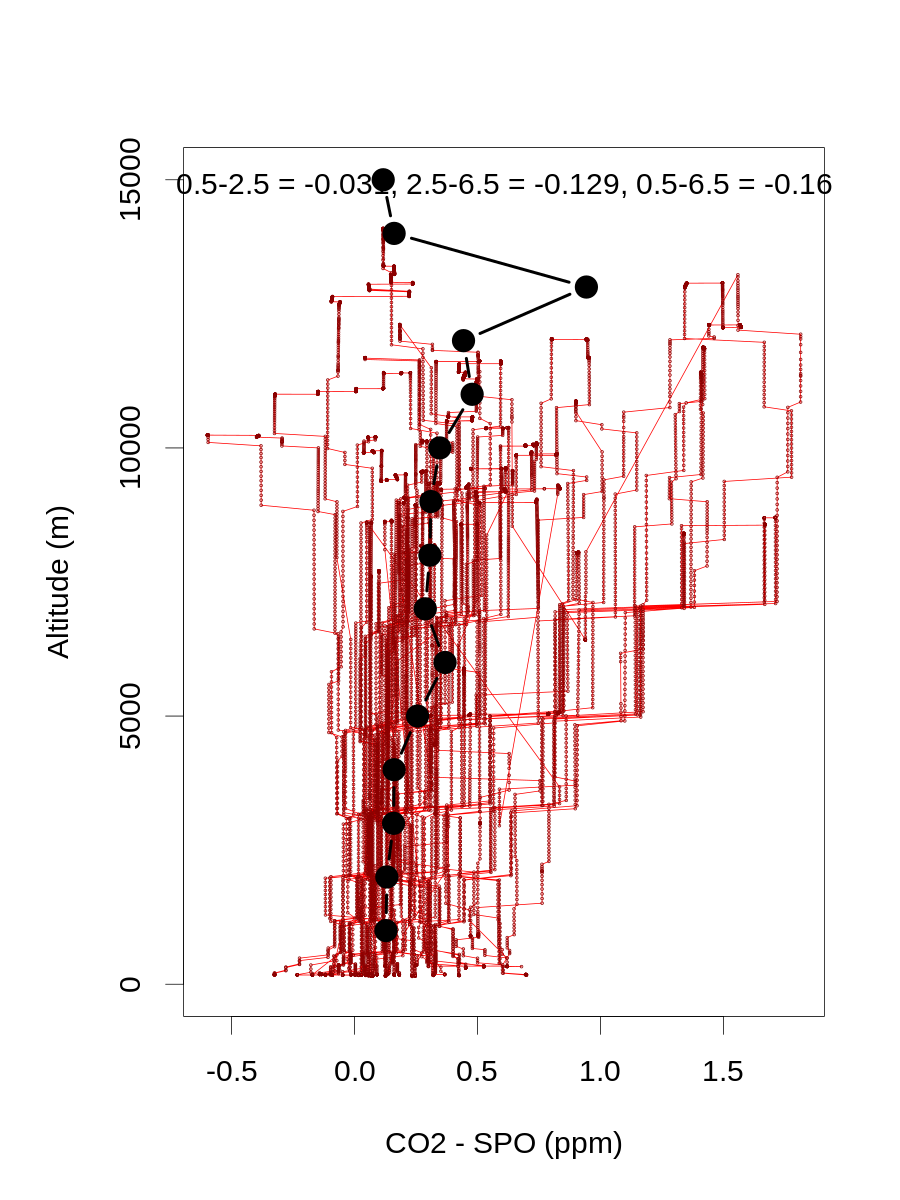 0.5-2.5 = -0.031, 2.5-6.5 = -0.129, 0.5-6.5 = -0.16
15000
10000
5000
0
Altitude (m)
-0.5 0.0 0.5 1.0 1.5
CO2 - SPO (ppm)